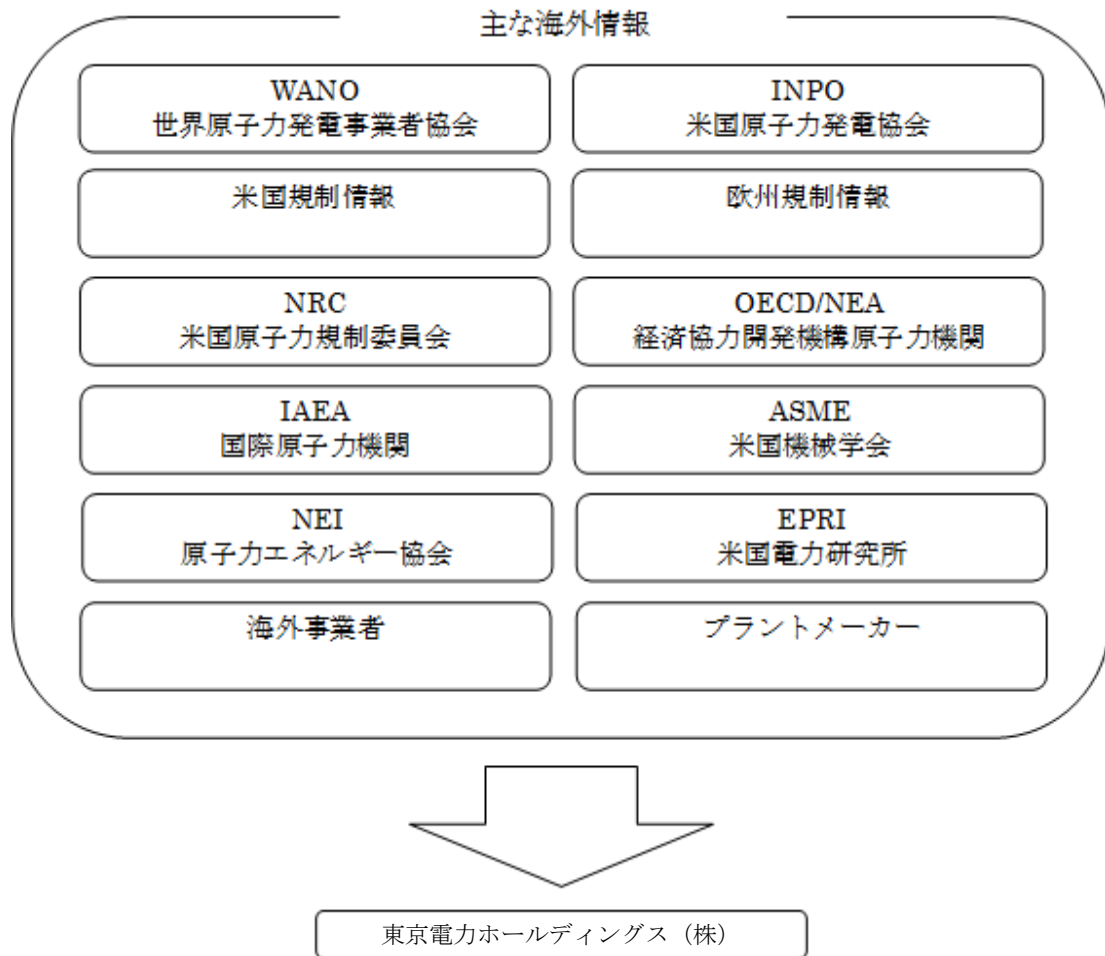 主な海外情報
WANO
世界原子力発電事業者協会
INPO
米国原子力発電協会
米国規制情報
欧州規制情報
NRC
米国原子力規制委員会
OECD/NEA
経済協力開発機構原子力機関
IAEA
国際原子力機関
ASME
米国機械学会
NEI
原子力エネルギー協会
EPRI
米国電力研究所
海外事業者
プラントメーカー
東京電力ホールディングス（株）